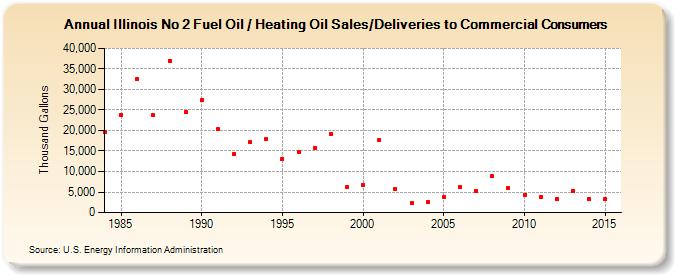 Annual Illinois No 2 Fuel Oil / Heating Oil Sales/Deliveries to Commercial Consumers
Thousand Gallons
40,000
35,000
30,000
25,000
20,000
15,000
10,000
5,000
0
1985 1990 1995 2000 2005 2010 2015
Source: U.S. Energy Information Administration